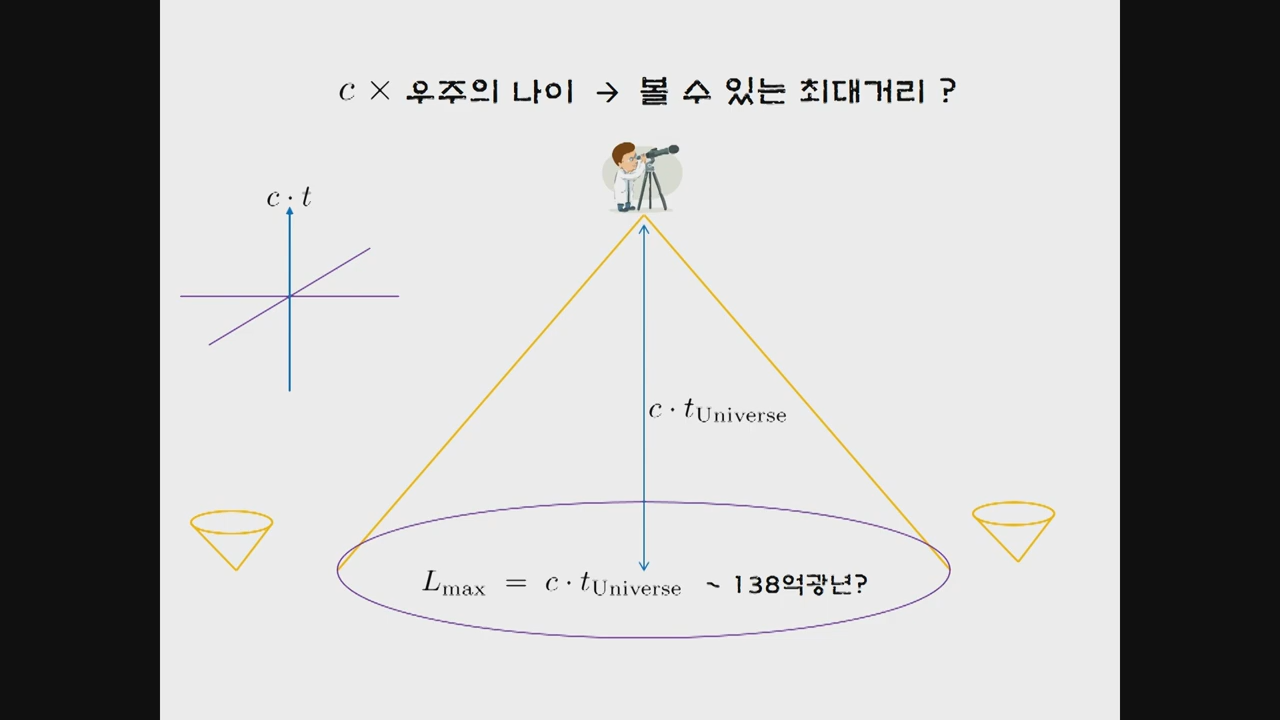 c × 우주의 나이 → 볼 수 있는 최대거리 ?
c · t
c · t_Universe
L_max = c · t_Universe ~ 138억광년?